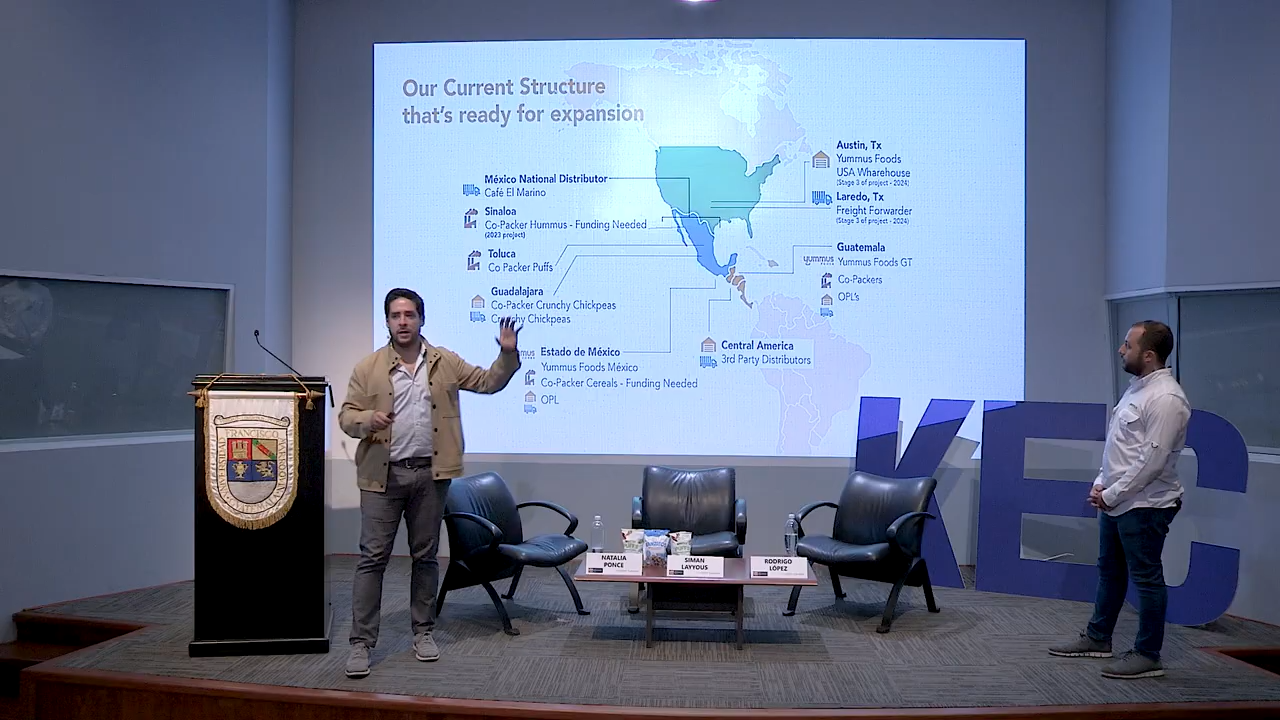 Our Current Structure
that's ready for expansion
México National Distributor
Café El Marino
Sinaloa
Co-Packer Hummus - Funding Needed
(2023 project)
Toluca
Co Packer Puffs
Guadalajara
Co-Packer Crunchy Chickpeas
Crunchy Chickpeas
Estado de México
Yummus Foods México
Co-Packer Cereals - Funding Needed
OPL
Austin, Tx
Yummus Foods
USA Wharehouse
(Stage 3 of project - 2024)
Laredo, Tx
Freight Forwarder
(Stage 3 of project - 2024)
Guatemala
yummus
Yummus Foods GT
Co-Packers
OPL's
Central America
3rd Party Distributors
KEC
FRANCISCO
NATALIA
PONCE
SIMAN
LAYYOUS
RODRIGO
LÓPEZ